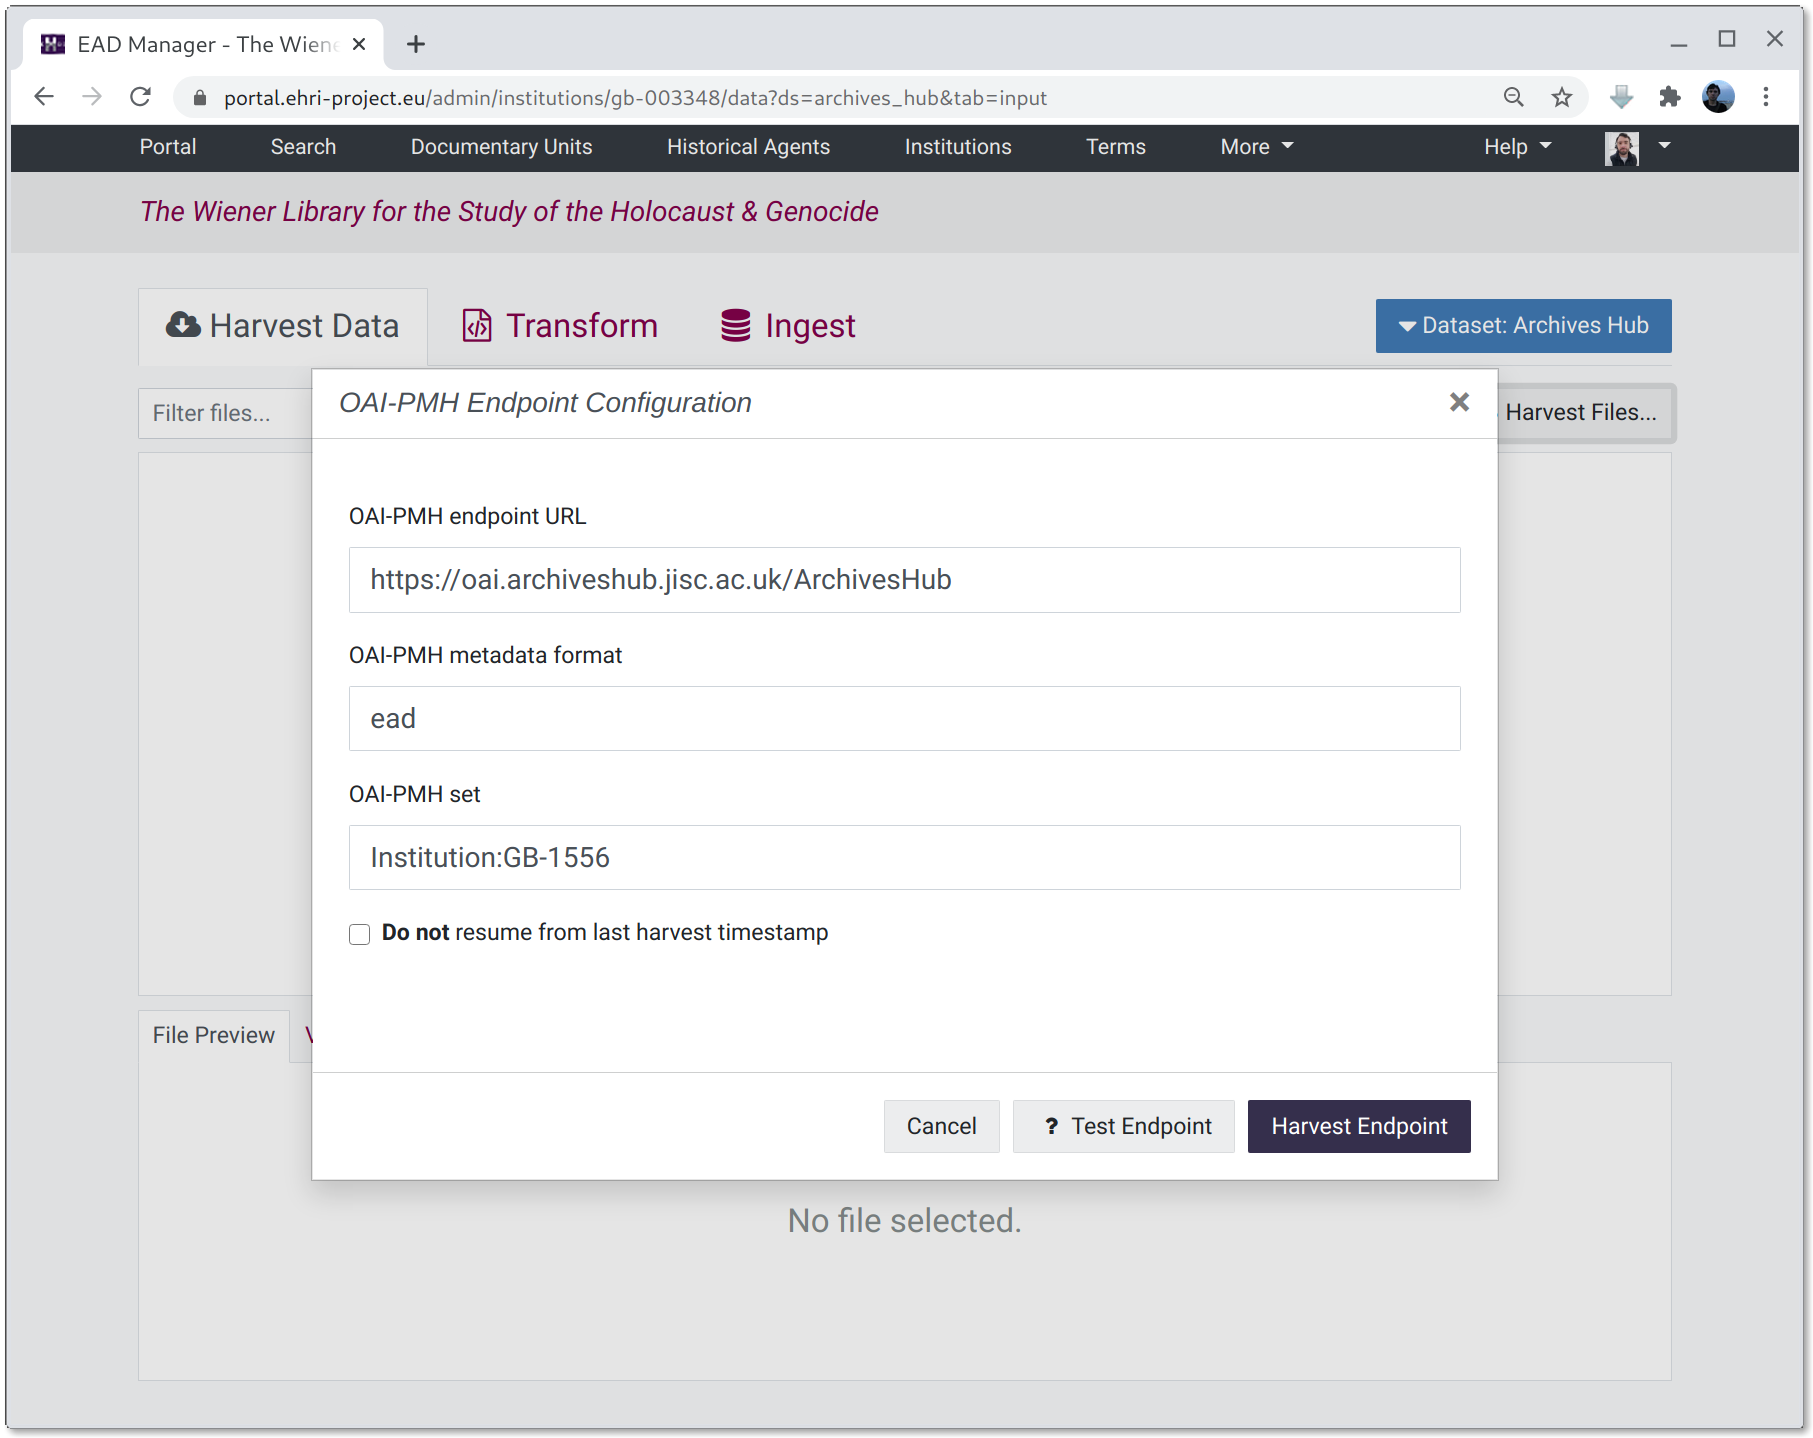 EAD Manager - The Wiene
portal.ehri-project.eu/admin/institutions/gb-003348/data?ds=archives_hub&tab=input
Portal Search Documentary Units Historical Agents Institutions Terms More Help
The Wiener Library for the Study of the Holocaust & Genocide
Harvest Data Transform Ingest Dataset: Archives Hub
Filter files... Harvest Files...
OAI-PMH Endpoint Configuration
OAI-PMH endpoint URL
https://oai.archiveshub.jisc.ac.uk/ArchivesHub
OAI-PMH metadata format
ead
OAI-PMH set
Institution:GB-1556
Do not resume from last harvest timestamp
File Preview V
Cancel ? Test Endpoint Harvest Endpoint
No file selected.